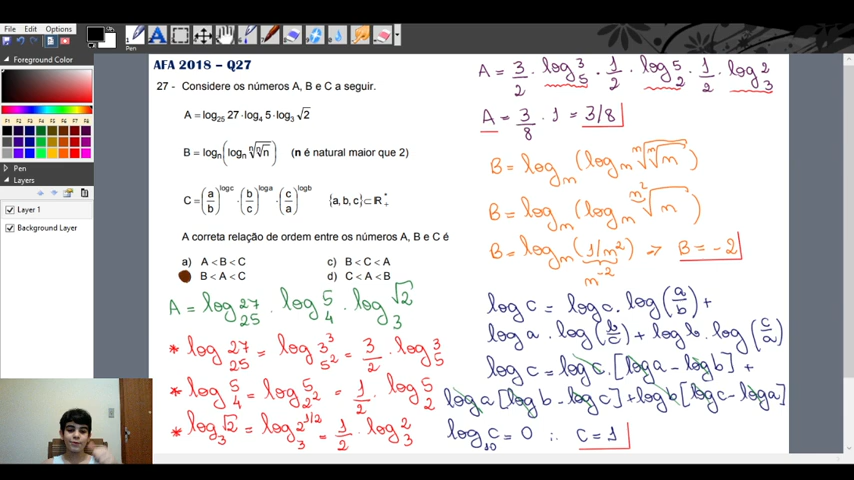 File Edit Options
Foreground Color
Pen
Layers
Layer 1
Background Layer
Pen
AFA 2018 – Q27
27 - Considere os números A, B e C a seguir.
A = log₂₅ 27 · log₄ 5 · log₃ √2
B = logₙ(logₙ ⁿ√ⁿ√n) (n é natural maior que 2)
C = (a/b)^logc · (b/c)^loga · (c/a)^logb {a, b, c} ⊂ R*₊
A correta relação de ordem entre os números A, B e C é
a) A < B < C c) B < C < A
B < A < C d) C < A < B
A = log₂₅ 27 . log₄ 5 . log₃ √2
* log₂₅ 27 = log_5² 3³ = 3/2 . log₅ 3
* log₄ 5 = log_2² 5 = 1/2 . log₂ 5
* log₃ √2 = log₃ 2^1/2 = 1/2 . log₃ 2
A = 3/2 . log₅ 3 . 1/2 . log₂ 5 . 1/2 . log₃ 2
A = 3/8 . 1 = 3/8
B = logₘ (logₘ ᵐ√ᵐ√m)
B = logₘ (logₘ ᵐ²√m)
B = logₘ (1/m²) => B = -2
m⁻²
log c = log c . log(a/b) +
log a . log(b/c) + log b . log(c/a)
log c = log c . [log a - log b] +
log a [log b - log c] + log b [log c - log a]
log₁₀ c = 0 ∴ C = 1